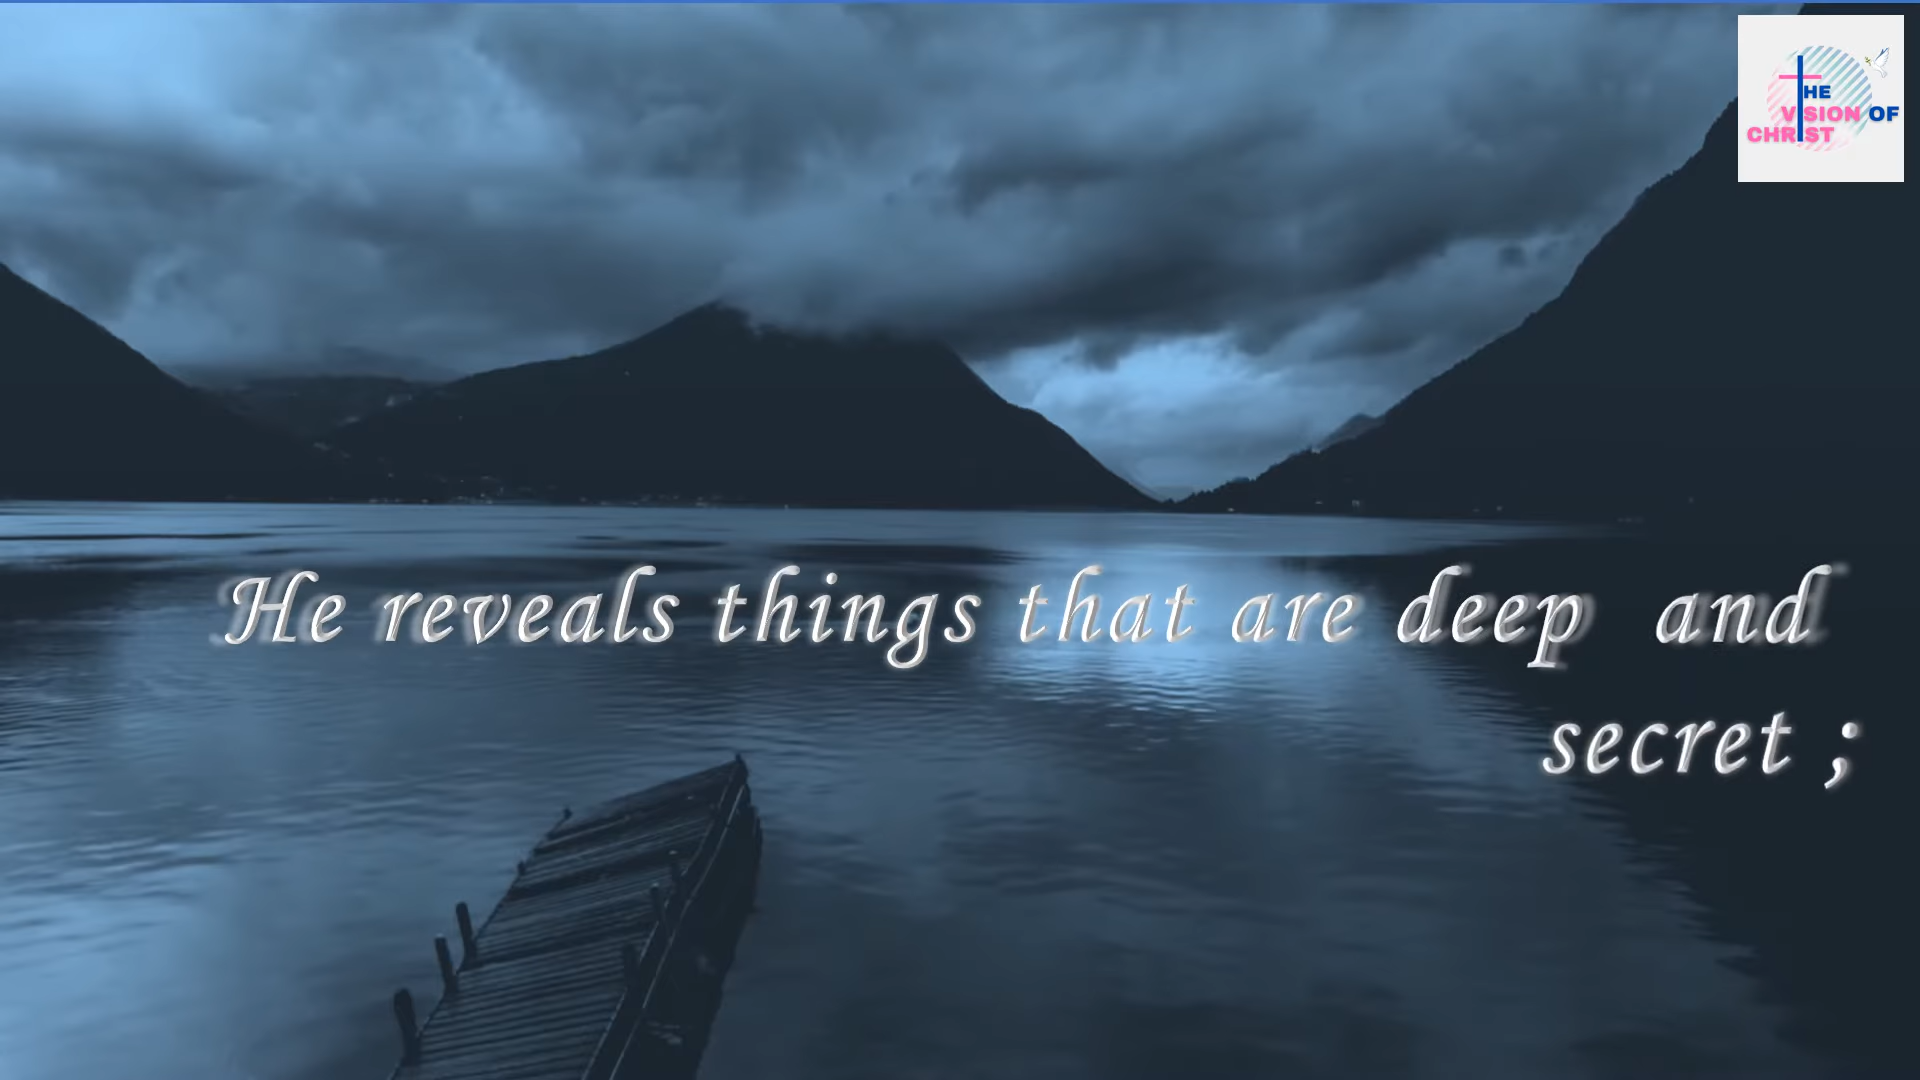 THE
VISION OF
CHRIST
He reveals things that are deep and
secret ;